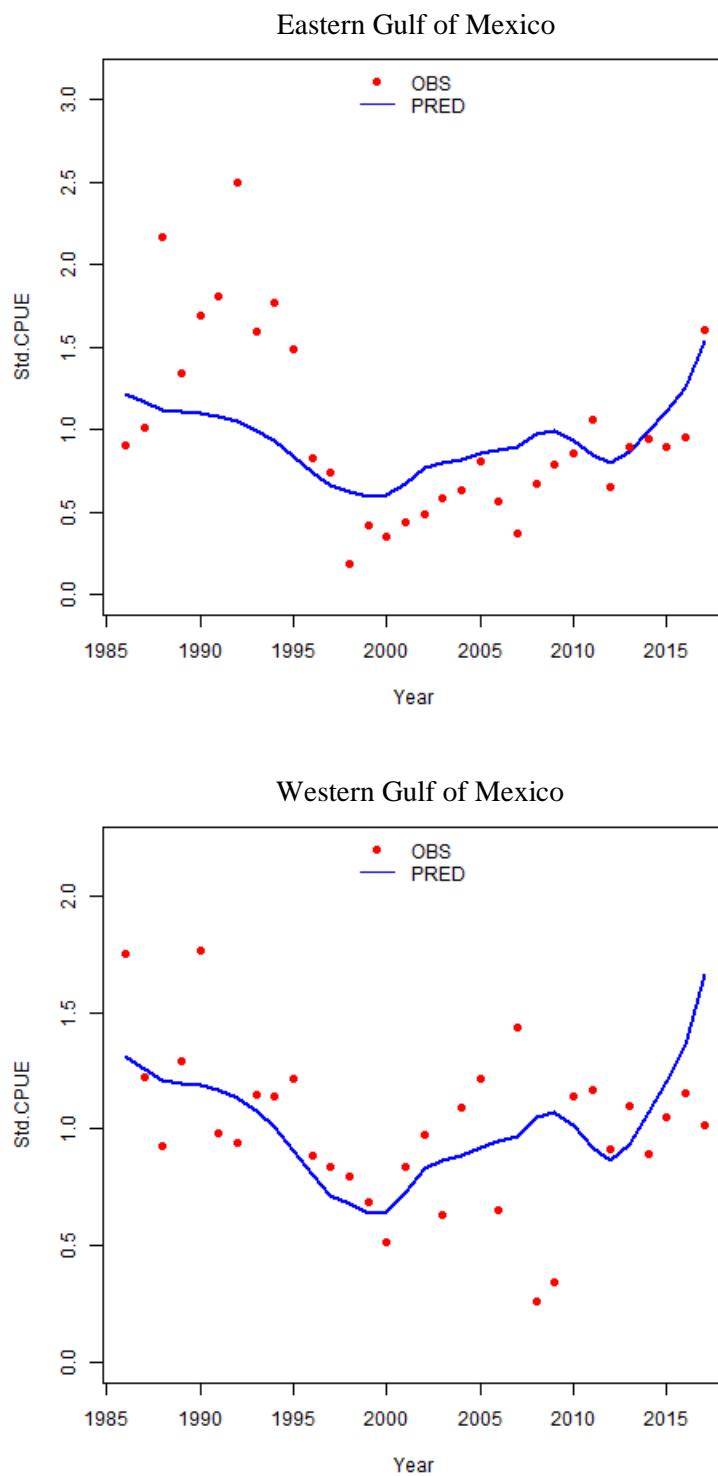 Eastern Gulf of Mexico
OBS
PRED
3.0
2.5
2.0
1.5
1.0
0.5
0.0
Std.CPUE
1985 1990 1995 2000 2005 2010 2015
Year
Western Gulf of Mexico
OBS
PRED
2.0
1.5
1.0
0.5
0.0
Std.CPUE
1985 1990 1995 2000 2005 2010 2015
Year